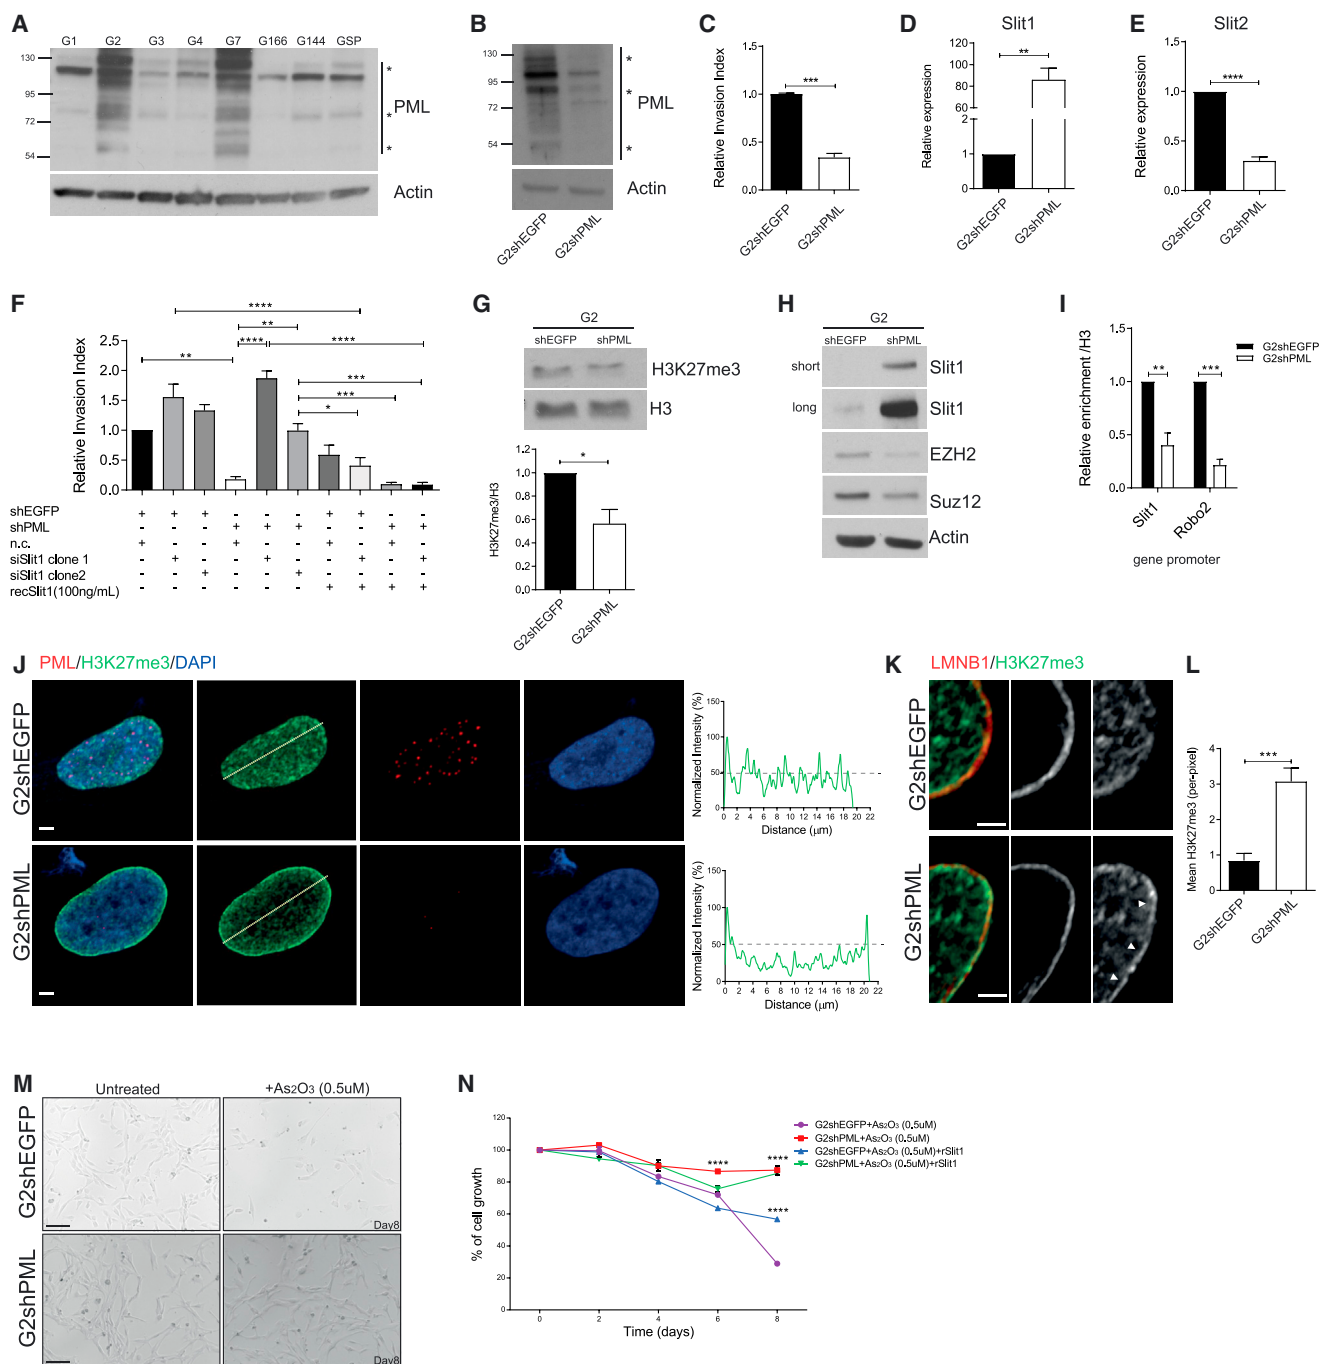 A
G1 G2 G3 G4 G7 G166 G144 GSP
130
95
72
54
*
*
*
PML
Actin
B
130
95
72
54
*
*
*
PML
Actin
G2shEGFP
G2shPML
C
Relative Invasion Index
1.5
1.0
0.5
0.0
***
G2shEGFP
G2shPML
D
Slit1
Relative expression
100
80
60
40
2
1
0
**
G2shEGFP
G2shPML
E
Slit2
Relative expression
1.5
1.0
0.5
0.0
****
G2shEGFP
G2shPML
F
Relative Invasion Index
2.5
2.0
1.5
1.0
0.5
0.0
****
**
** **** ****
***
***
*
shEGFP + + + - - - + + - -
shPML - - - + + + - - + +
n.c. + - - + - - + - + -
siSlit1 clone 1 - + - - + - - + - +
siSlit1 clone2 - - + - - + - - - -
recSlit1(100ng/mL) - - - - - - + + + +
G
G2
shEGFP shPML
H3K27me3
H3
H3K27me3/H3
1.2
1.0
0.8
0.6
0.4
0.2
0.0
*
G2shEGFP
G2shPML
H
G2
shEGFP shPML
short Slit1
long Slit1
EZH2
Suz12
Actin
I
Relative enrichment /H3
1.5
1.0
0.5
0.0
** ***
G2shEGFP
G2shPML
Slit1
Robo2
gene promoter
J
PML/H3K27me3/DAPI
G2shEGFP
Normalized Intensity (%)
150
100
50
0
0 2 4 6 8 10 12 14 16 18 20 22
Distance (μm)
G2shPML
Normalized Intensity (%)
150
100
50
0
0 2 4 6 8 10 12 14 16 18 20 22
Distance (μm)
K
LMNB1/H3K27me3
G2shEGFP
G2shPML
L
Mean H3K27me3 (per-pixel)
4
3
2
1
0
***
G2shEGFP
G2shPML
M
Untreated +As₂O₃ (0.5uM)
G2shEGFP
Day8
G2shPML
Day8
N
% of cell growth
120
100
80
60
40
20
0
0 2 4 6 8
Time (days)
**** ****
****
G2shEGFP+As₂O₃ (0.5uM)
G2shPML+As₂O₃ (0.5uM)
G2shEGFP+As₂O₃ (0.5uM)+rSlit1
G2shPML+As₂O₃ (0.5uM)+rSlit1